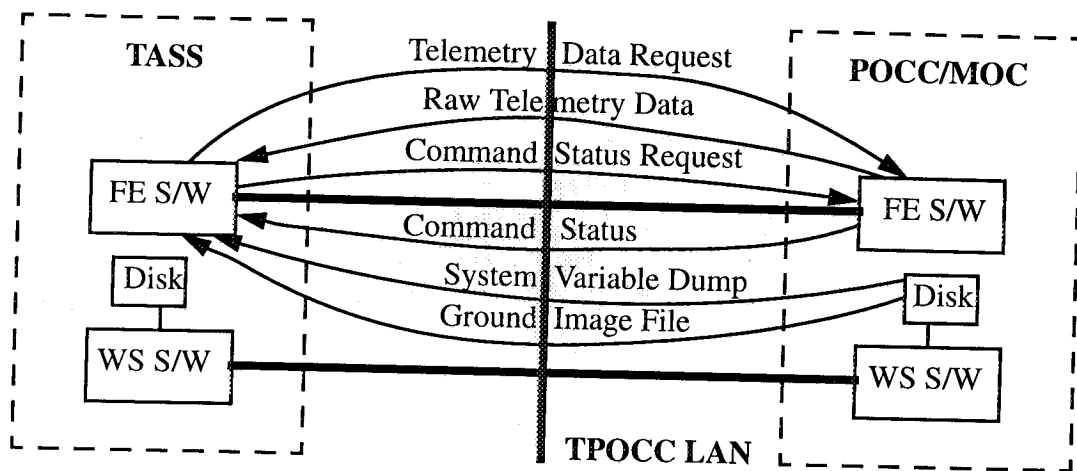 TASS
POCC/MOC
Telemetry Data Request
Raw Telemetry Data
Command Status Request
FE S/W
FE S/W
Command Status
System Variable Dump
Disk
Disk
Ground Image File
WS S/W
WS S/W
TPOCC LAN